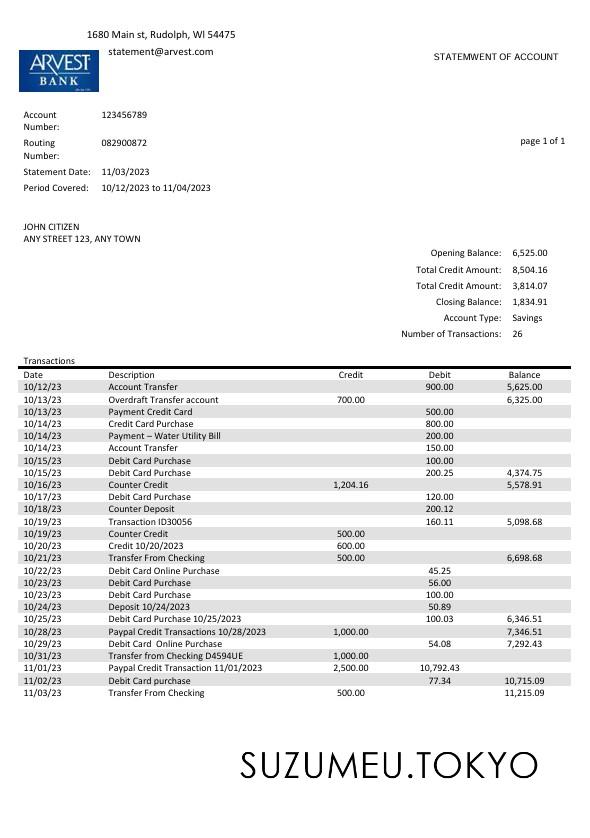 1680 Main st, Rudolph, Wl 54475
statement@arvest.com
STATEMWENT OF ACCOUNT
ARVEST
BANK
Account Number: 123456789
page 1 of 1
Routing Number: 082900872
Statement Date: 11/03/2023
Period Covered: 10/12/2023 to 11/04/2023
JOHN CITIZEN
ANY STREET 123, ANY TOWN
Opening Balance: 6,525.00
Total Credit Amount: 8,504.16
Total Credit Amount: 3,814.07
Closing Balance: 1,834.91
Account Type: Savings
Number of Transactions: 26
Transactions
Date Description Credit Debit Balance
10/12/23 Account Transfer 900.00 5,625.00
10/13/23 Overdraft Transfer account 700.00 6,325.00
10/13/23 Payment Credit Card 500.00
10/14/23 Credit Card Purchase 800.00
10/14/23 Payment – Water Utility Bill 200.00
10/14/23 Account Transfer 150.00
10/15/23 Debit Card Purchase 100.00
10/15/23 Debit Card Purchase 200.25 4,374.75
10/16/23 Counter Credit 1,204.16 5,578.91
10/17/23 Debit Card Purchase 120.00
10/18/23 Counter Deposit 200.12
10/19/23 Transaction ID30056 160.11 5,098.68
10/19/23 Counter Credit 500.00
10/20/23 Credit 10/20/2023 600.00
10/21/23 Transfer From Checking 500.00 6,698.68
10/22/23 Debit Card Online Purchase 45.25
10/23/23 Debit Card Purchase 56.00
10/23/23 Debit Card Purchase 100.00
10/24/23 Deposit 10/24/2023 50.89
10/25/23 Debit Card Purchase 10/25/2023 100.03 6,346.51
10/28/23 Paypal Credit Transactions 10/28/2023 1,000.00 7,346.51
10/29/23 Debit Card Online Purchase 54.08 7,292.43
10/31/23 Transfer from Checking D4594UE 1,000.00
11/01/23 Paypal Credit Transaction 11/01/2023 2,500.00 10,792.43
11/02/23 Debit Card purchase 77.34 10,715.09
11/03/23 Transfer From Checking 500.00 11,215.09
SUZUMEU.TOKYO